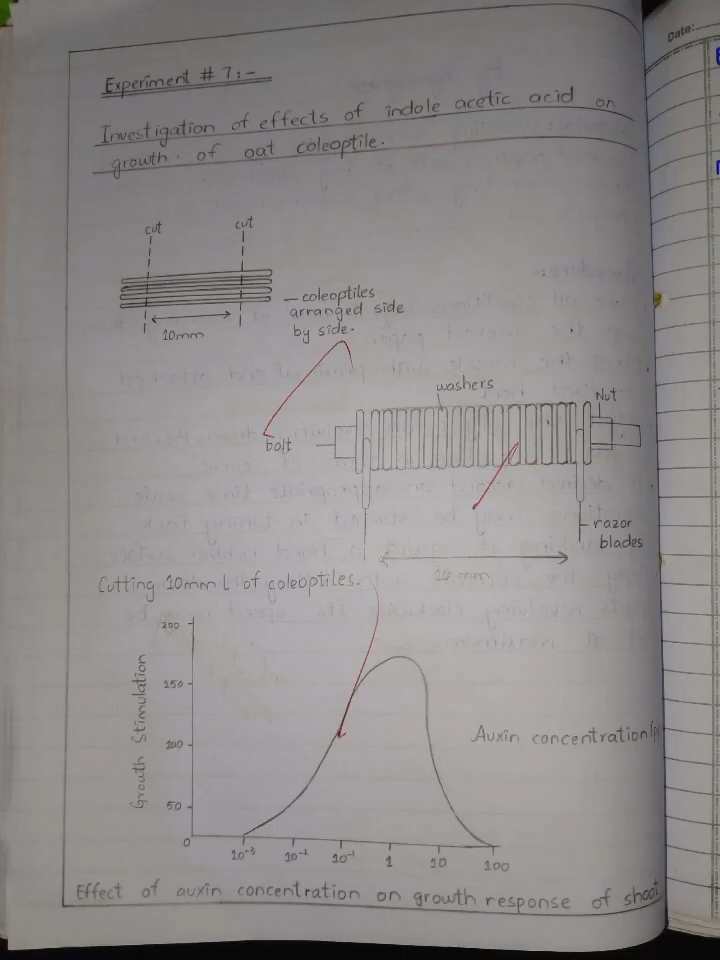 Date:
Experiment # 7:-
Investigation of effects of indole acetic acid on
growth. of oat coleoptile.
cut
cut
10mm
coleoptiles
arranged side
by side.
washers
Nut
bolt
razor
blades
10 mm
Cutting 10mm L of coleoptiles.
200
150
100
50
0
Growth Stimulation
Auxin concentration
10⁻³
10⁻²
10⁻¹
1
10
100
Effect of auxin concentration on growth response of shoot